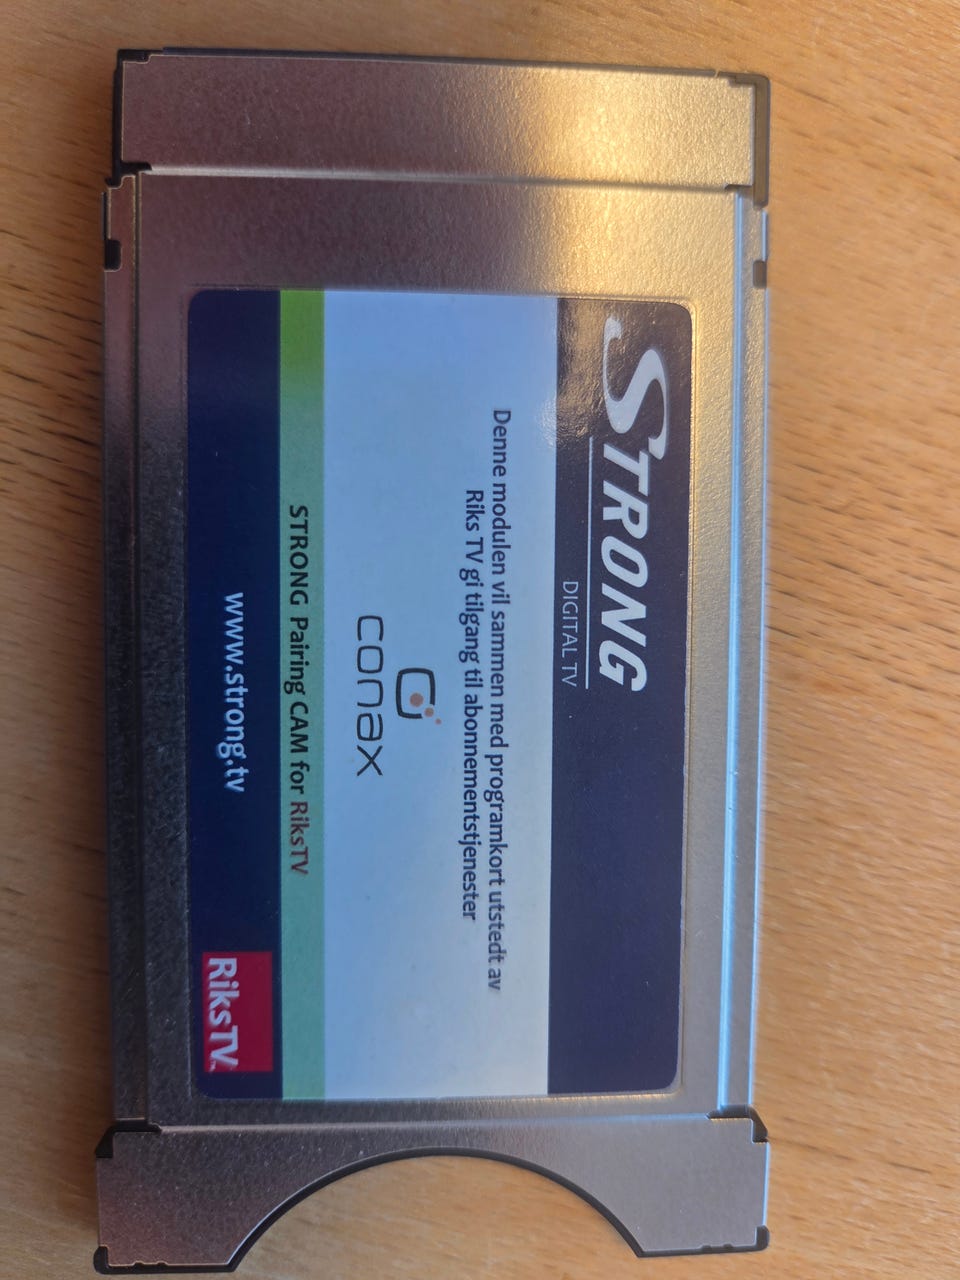 STRONG
DIGITAL TV
Denne modulen vil sammen med programkort utstedt av
Riks TV gi tilgang til abonnementstjenester
conax
STRONG Pairing CAM for RiksTV
www.strong.tv
RiksTV